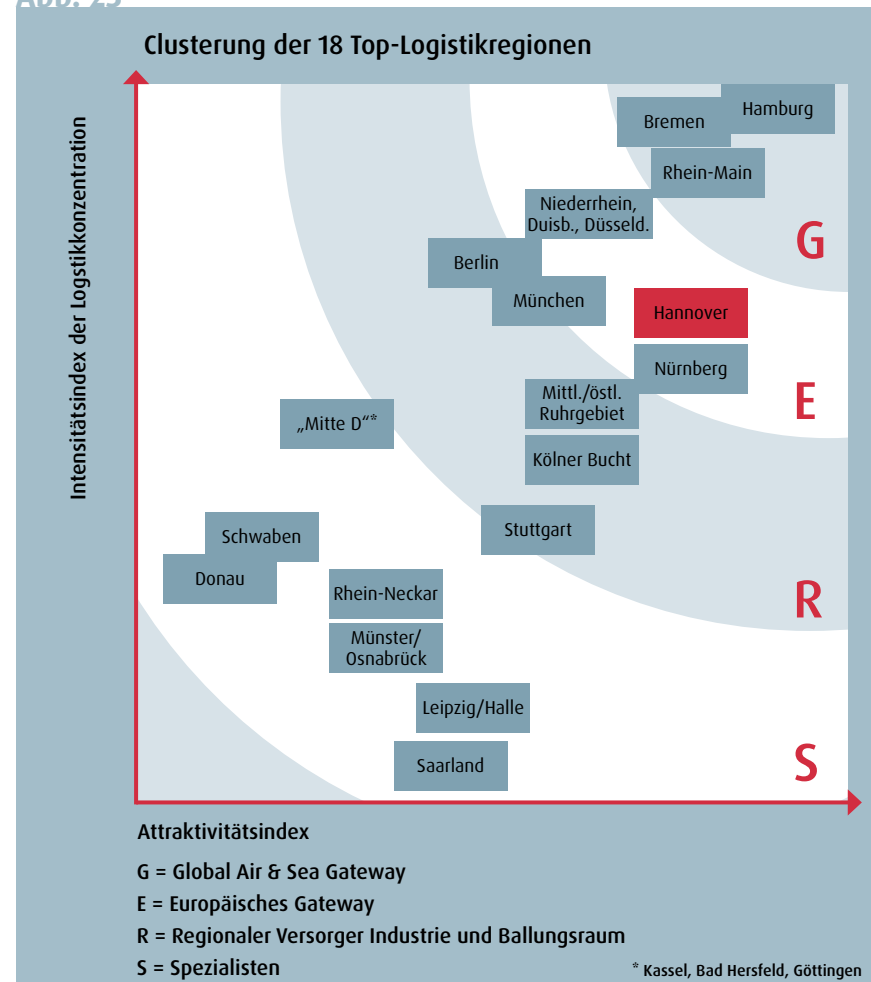 Clusterung der 18 Top-Logistikregionen
Intensitätsindex der Logstikkonzentration
Hamburg
Bremen
Rhein-Main
Niederrhein,
Duisb., Düsseld.
G
Berlin
München
Hannover
Nürnberg
Mittl./östl.
Ruhrgebiet
E
„Mitte D“*
Kölner Bucht
Schwaben
Stuttgart
Donau
Rhein-Neckar
R
Münster/
Osnabrück
Leipzig/Halle
Saarland
S
Attraktivitätsindex
G = Global Air & Sea Gateway
E = Europäisches Gateway
R = Regionaler Versorger Industrie und Ballungsraum
S = Spezialisten
* Kassel, Bad Hersfeld, Göttingen